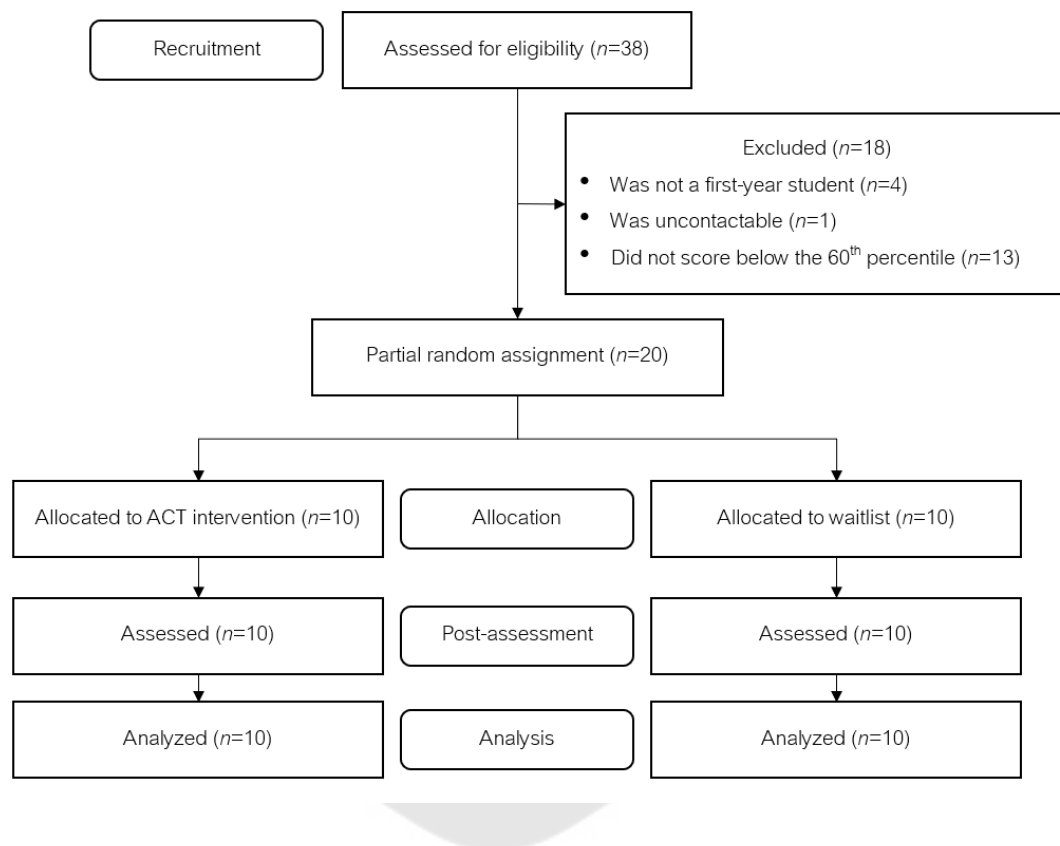 Recruitment
Assessed for eligibility (n=38)
Excluded (n=18)
• Was not a first-year student (n=4)
• Was uncontactable (n=1)
• Did not score below the 60th percentile (n=13)
Partial random assignment (n=20)
Allocated to ACT intervention (n=10)
Allocation
Allocated to waitlist (n=10)
Assessed (n=10)
Post-assessment
Assessed (n=10)
Analyzed (n=10)
Analysis
Analyzed (n=10)